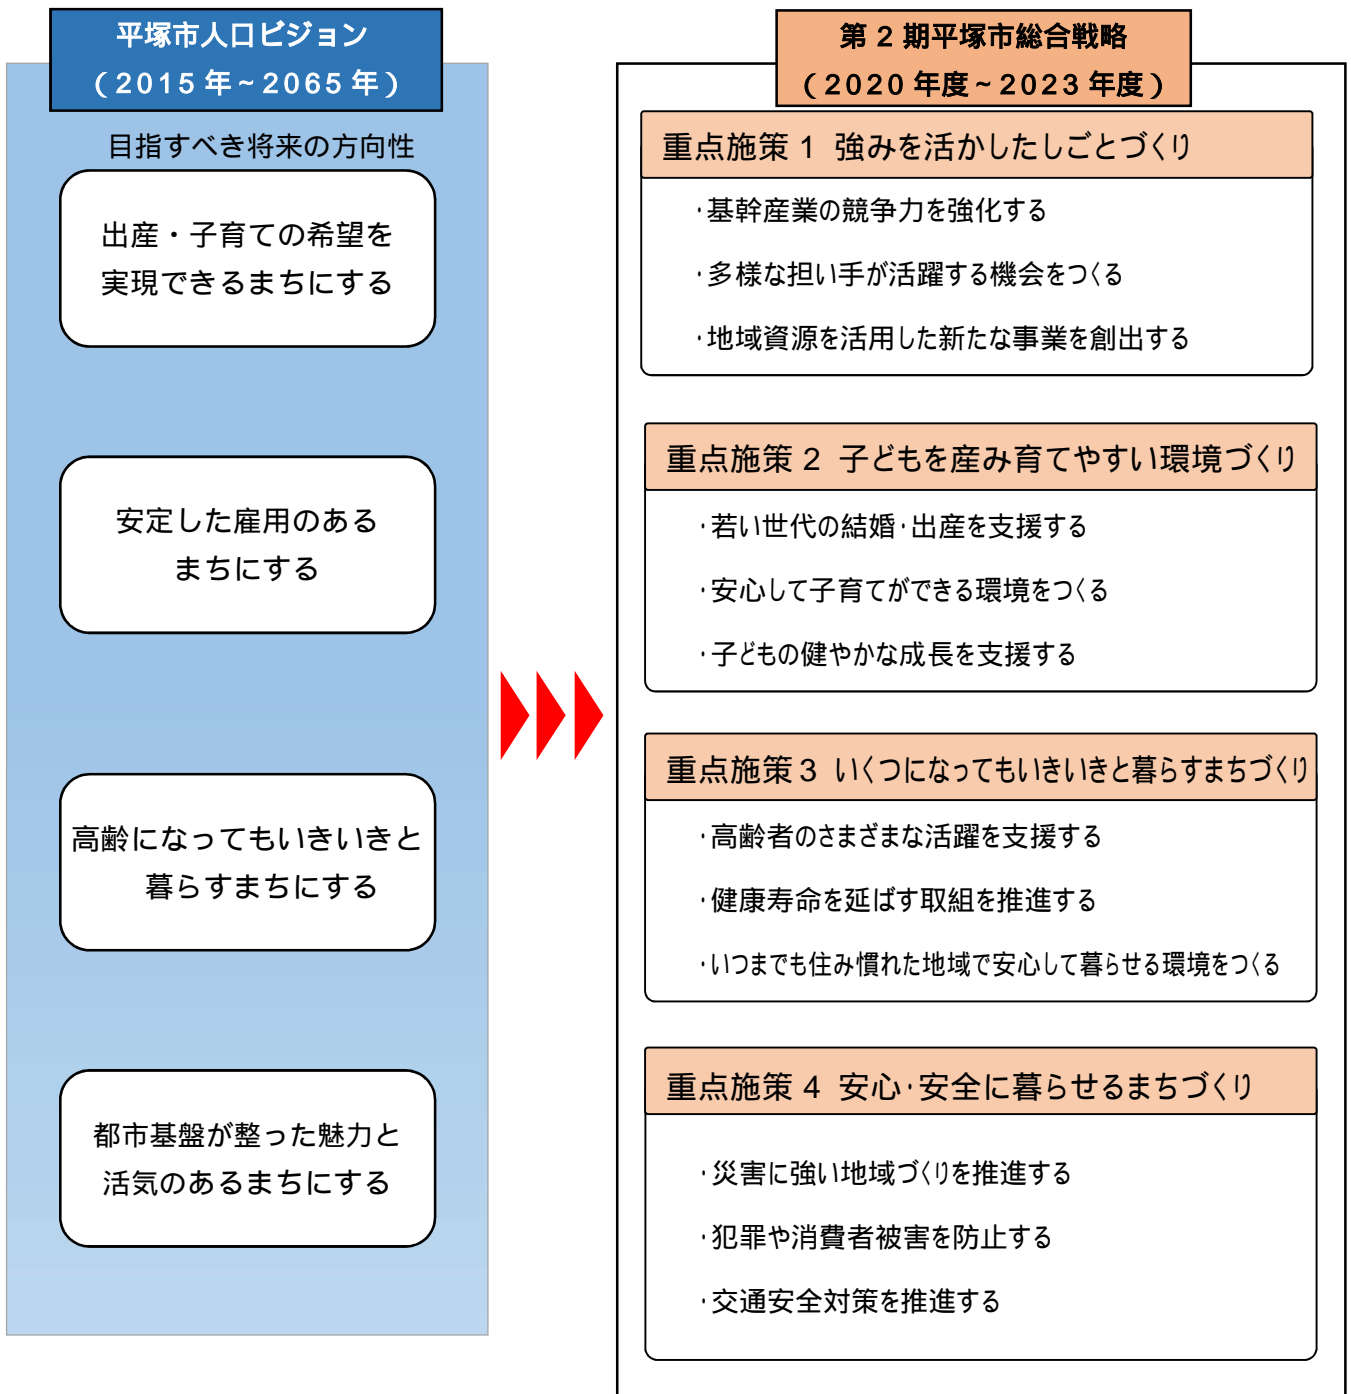 平塚市人口ビジョン
（2015年~2065年）
目指すべき将来の方向性
出産・子育ての希望を
実現できるまちにする
安定した雇用のある
まちにする
高齢になってもいきいきと
暮らすまちにする
都市基盤が整った魅力と
活気のあるまちにする
第2期平塚市総合戦略
（2020年度~2023年度）
重点施策1 強みを活かしたしごとづくり
・基幹産業の競争力を強化する
・多様な担い手が活躍する機会をつくる
・地域資源を活用した新たな事業を創出する
重点施策2 子どもを産み育てやすい環境づくり
・若い世代の結婚・出産を支援する
・安心して子育てができる環境をつくる
・子どもの健やかな成長を支援する
重点施策3 いくつになってもいきいきと暮らすまちづくり
・高齢者のさまざまな活躍を支援する
・健康寿命を延ばす取組を推進する
・いつまでも住み慣れた地域で安心して暮らせる環境をつくる
重点施策4 安心・安全に暮らせるまちづくり
・災害に強い地域づくりを推進する
・犯罪や消費者被害を防止する
・交通安全対策を推進する